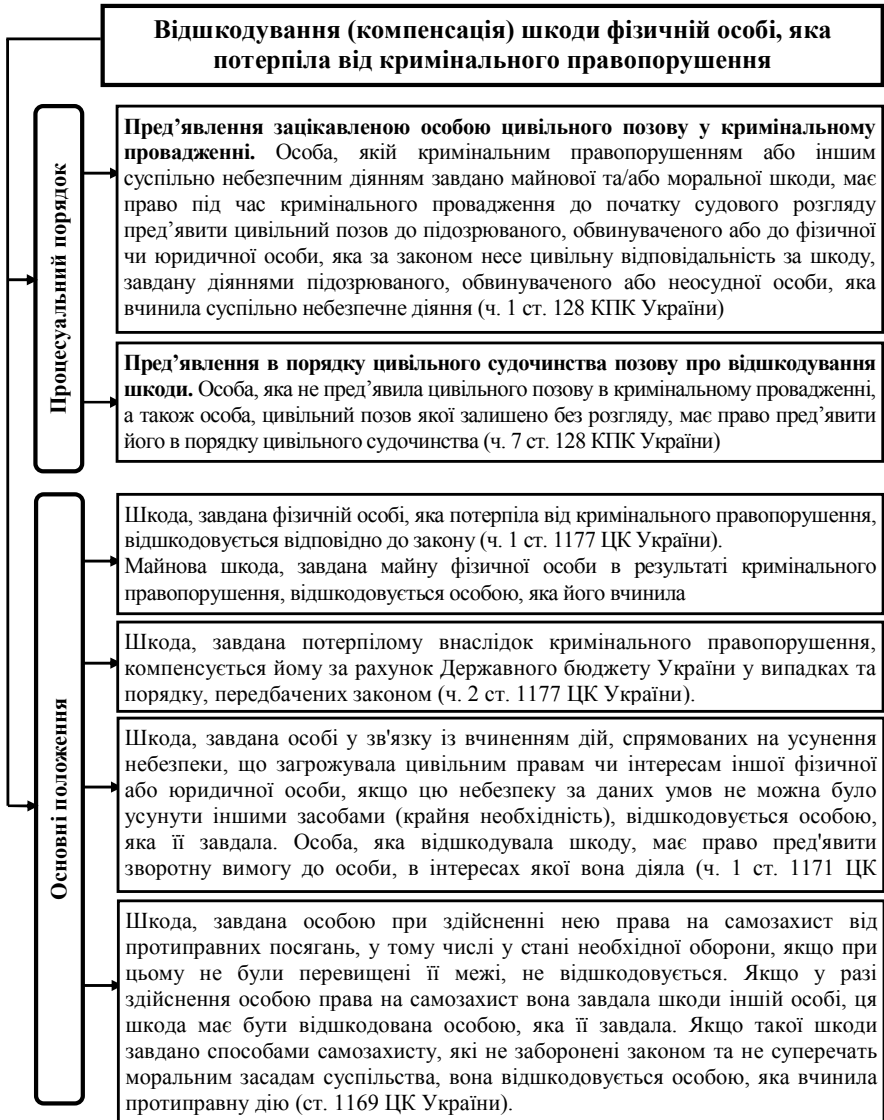 Відшкодування (компенсація) шкоди фізичній особі, яка
потерпіла від кримінального правопорушення
Процесуальний порядок
Пред’явлення зацікавленою особою цивільного позову у кримінальному
провадженні. Особа, якій кримінальним правопорушенням або іншим
суспільно небезпечним діянням завдано майнової та/або моральної шкоди, має
право під час кримінального провадження до початку судового розгляду
пред’явити цивільний позов до підозрюваного, обвинуваченого або до фізичної
чи юридичної особи, яка за законом несе цивільну відповідальність за шкоду,
завдану діяннями підозрюваного, обвинуваченого або неосудної особи, яка
вчинила суспільно небезпечне діяння (ч. 1 ст. 128 КПК України)
Пред’явлення в порядку цивільного судочинства позову про відшкодування
шкоди. Особа, яка не пред’явила цивільного позову в кримінальному провадженні,
а також особа, цивільний позов якої залишено без розгляду, має право пред’явити
його в порядку цивільного судочинства (ч. 7 ст. 128 КПК України)
Основні положення
Шкода, завдана фізичній особі, яка потерпіла від кримінального правопорушення,
відшкодовується відповідно до закону (ч. 1 ст. 1177 ЦК України).
Майнова шкода, завдана майну фізичної особи в результаті кримінального
правопорушення, відшкодовується особою, яка його вчинила
Шкода, завдана потерпілому внаслідок кримінального правопорушення,
компенсується йому за рахунок Державного бюджету України у випадках та
порядку, передбачених законом (ч. 2 ст. 1177 ЦК України).
Шкода, завдана особі у зв'язку із вчиненням дій, спрямованих на усунення
небезпеки, що загрожувала цивільним правам чи інтересам іншої фізичної
або юридичної особи, якщо цю небезпеку за даних умов не можна було
усунути іншими засобами (крайня необхідність), відшкодовується особою,
яка її завдала. Особа, яка відшкодувала шкоду, має право пред'явити
зворотну вимогу до особи, в інтересах якої вона діяла (ч. 1 ст. 1171 ЦК
Шкода, завдана особою при здійсненні нею права на самозахист від
протиправних посягань, у тому числі у стані необхідної оборони, якщо при
цьому не були перевищені її межі, не відшкодовується. Якщо у разі
здійснення особою права на самозахист вона завдала шкоди іншій особі, ця
шкода має бути відшкодована особою, яка її завдала. Якщо такої шкоди
завдано способами самозахисту, які не заборонені законом та не суперечать
моральним засадам суспільства, вона відшкодовується особою, яка вчинила
протиправну дію (ст. 1169 ЦК України).